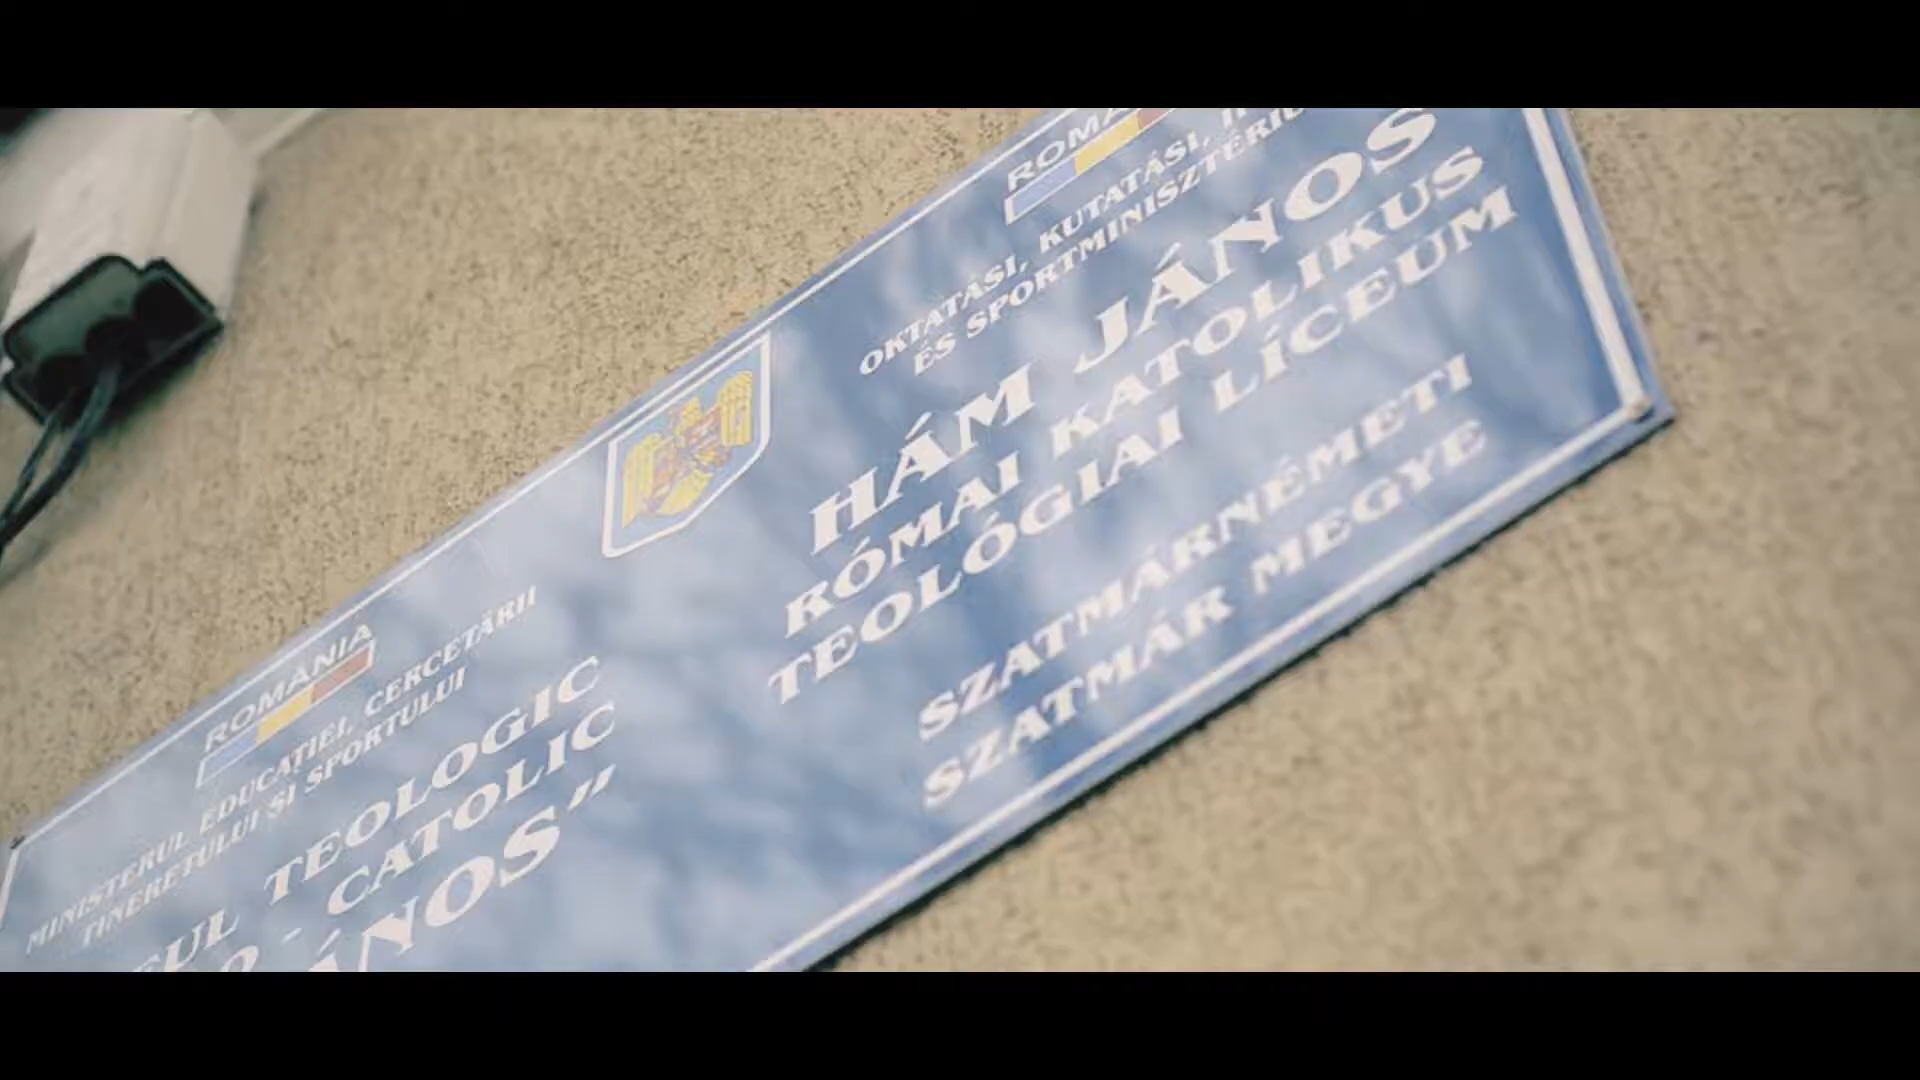 ROMÂNIA
MINISTERUL EDUCAȚIEI, CERCETĂRII
TINERETULUI ȘI SPORTULUI
TEOLOGIC
CATOLIC
OKTATÁSI, KUTATÁSI,
ÉS SPORTMINISZTÉRIU
HÁM JÁNOS
RÓMAI KATOLIKUS
TEOLÓGIAI LÍCEUM
SZATMÁRNÉMETI
SZATMÁR MEGYE